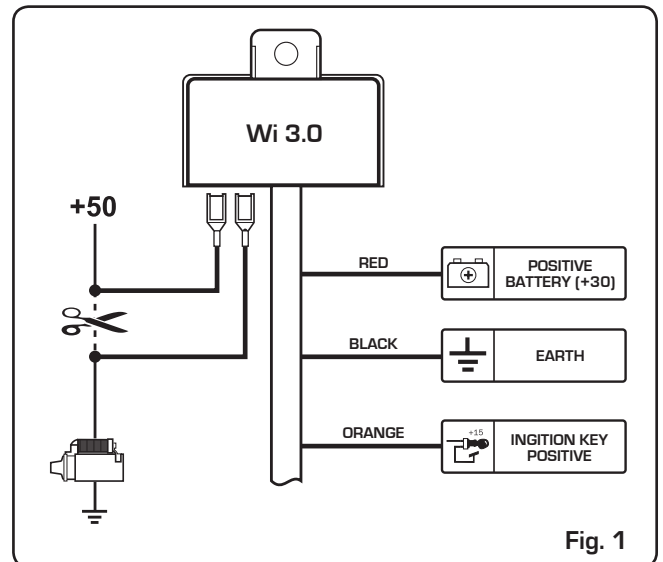 Wi 3.0
+50
RED
POSITIVE
BATTERY (+30)
BLACK
EARTH
ORANGE
+15
INGITION KEY
POSITIVE
Fig. 1